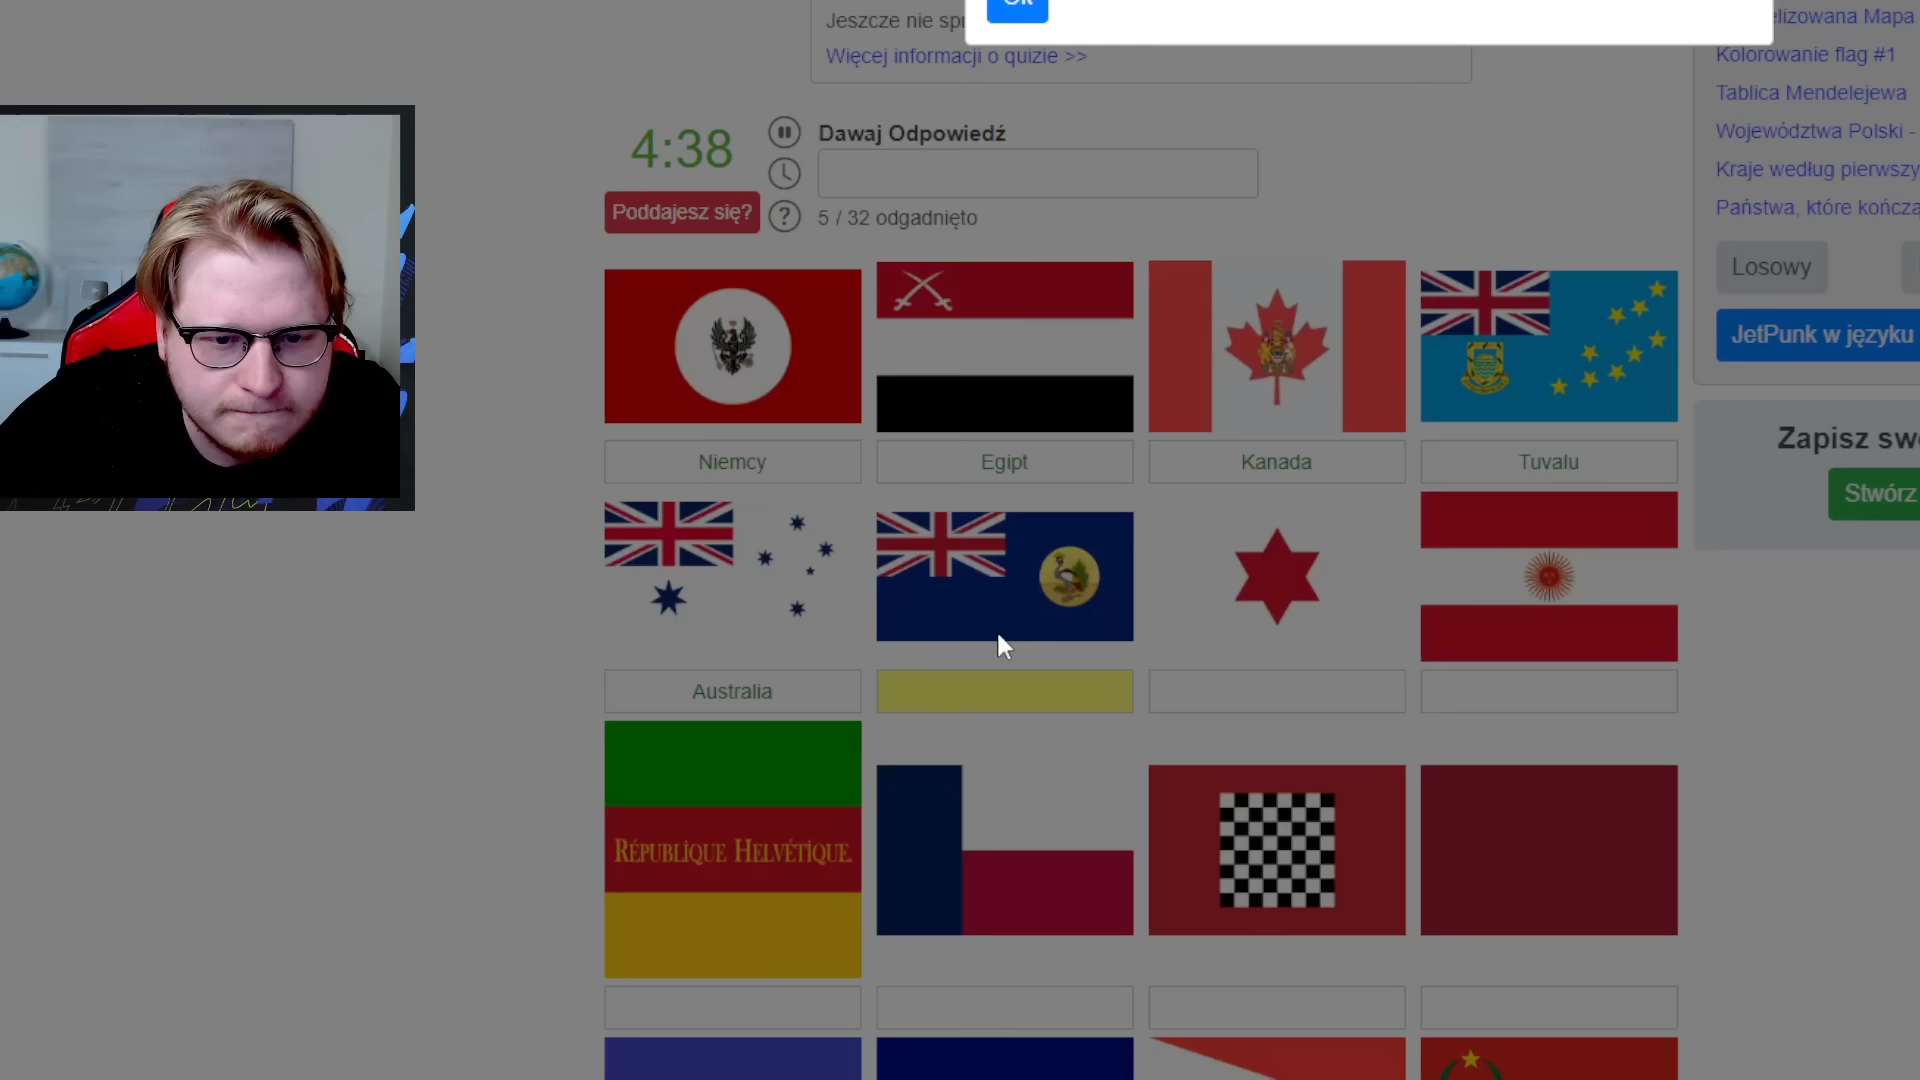 Ok
Jeszcze nie spr
Więcej informacji o quizie >>
elizowana Mapa
Kolorowanie flag #1
Tablica Mendelejewa
Województwa Polski -
Kraje według pierwszy
Państwa, które kończa
Losowy
JetPunk w języku
Zapisz sw
Stwórz
4:38
Dawaj Odpowiedź
Poddajesz się?
5 / 32 odgadnięto
Niemcy
Egipt
Kanada
Tuvalu
Australia
RÉPUBLIQUE HELVÉTIQUE.